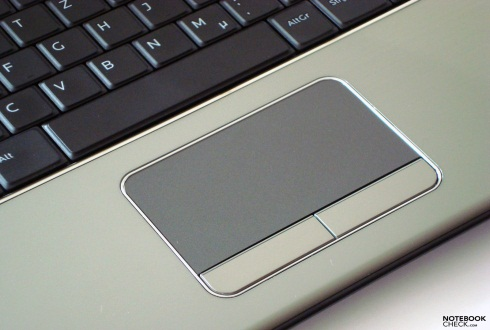 T Z
F G H J
C V B N M µ
Alt AltGr
NOTEBOOK
CHECK.com